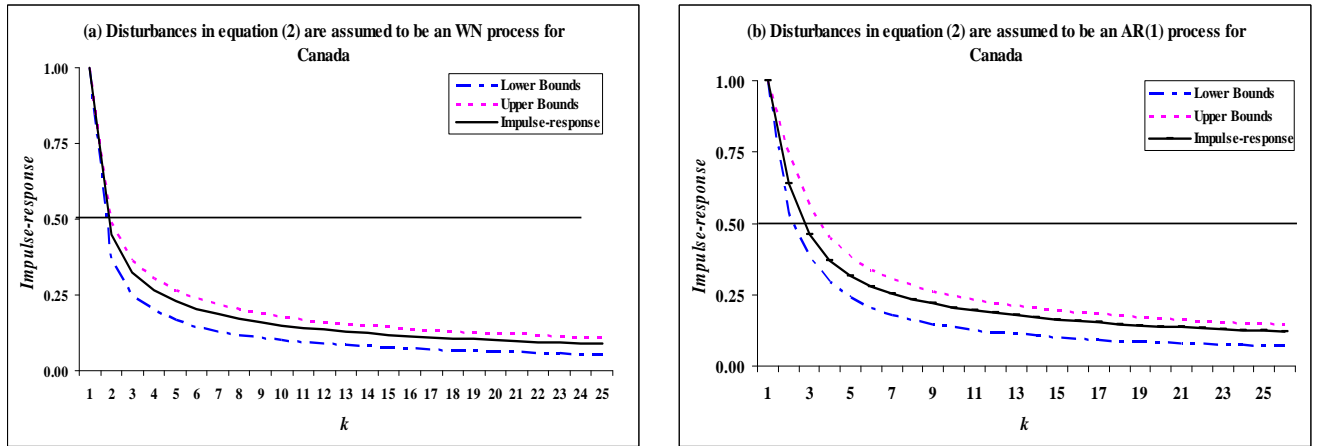 (a) Disturbances in equation (2) are assumed to be an WN process for
Canada
Lower Bounds
Upper Bounds
Impulse-response
1.00
0.75
0.50
0.25
0.00
Impulse-response
1 2 3 4 5 6 7 8 9 10 11 12 13 14 15 16 17 18 19 20 21 22 23 24 25
k
(b) Disturbances in equation (2) are assumed to be an AR(1) process for
Canada
Lower Bounds
Upper Bounds
Impulse-response
1.00
0.75
0.50
0.25
0.00
Impulse-response
1 3 5 7 9 11 13 15 17 19 21 23 25
k